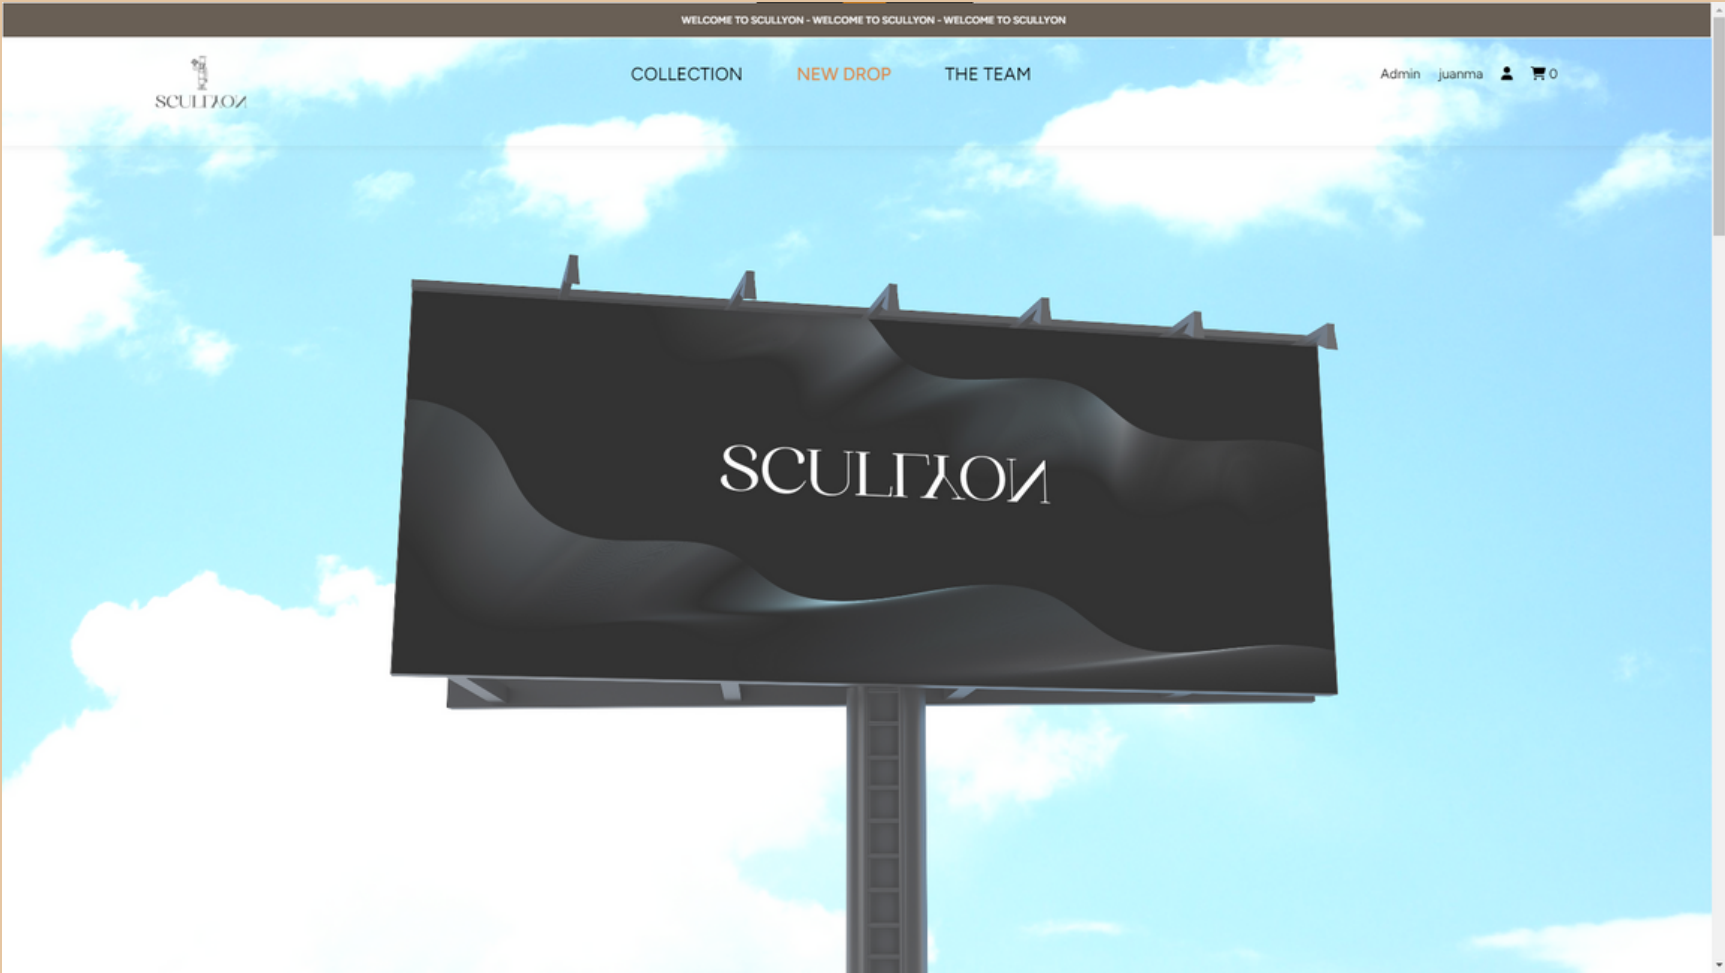 WELCOME TO SCULLYON - WELCOME TO SCULLYON - WELCOME TO SCULLYON
SCULLYON
COLLECTION NEW DROP THE TEAM
Admin juanma 0
SCULLYON